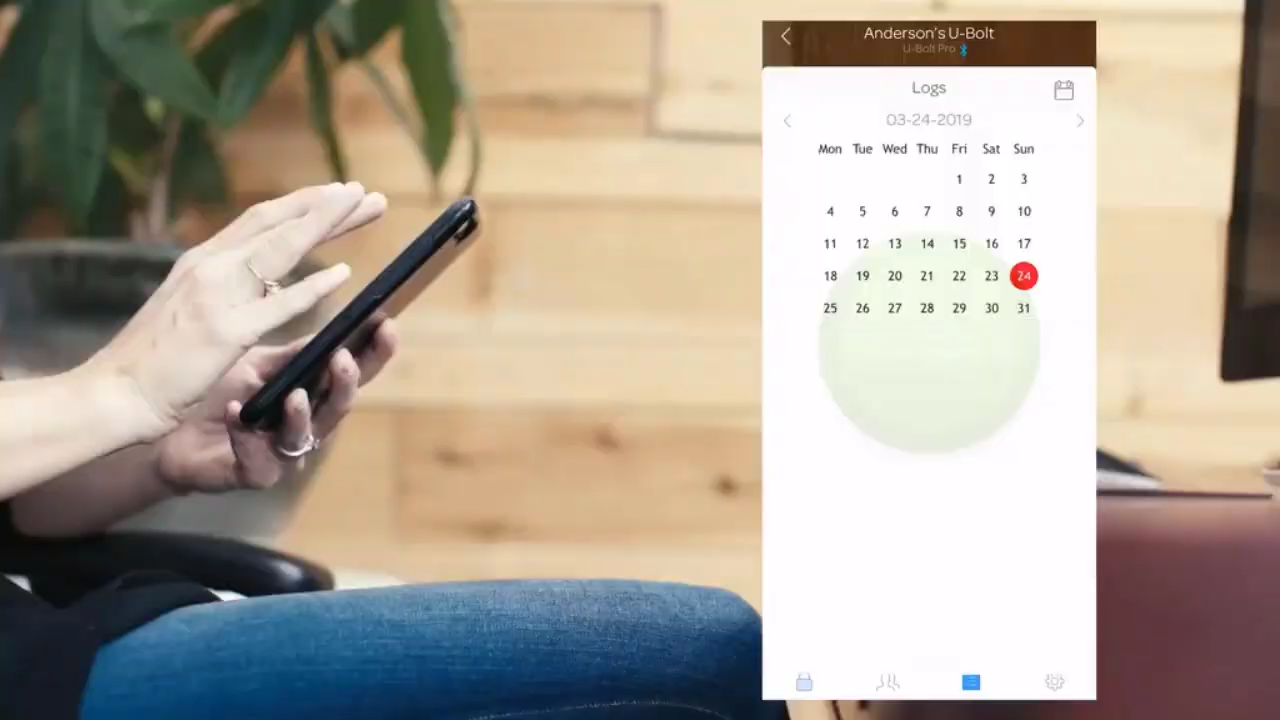 Anderson's U-Bolt
U-Bolt Pro
Logs
03-24-2019
Mon Tue Wed Thu Fri Sat Sun
1 2 3
4 5 6 7 8 9 10
11 12 13 14 15 16 17
18 19 20 21 22 23 24
25 26 27 28 29 30 31